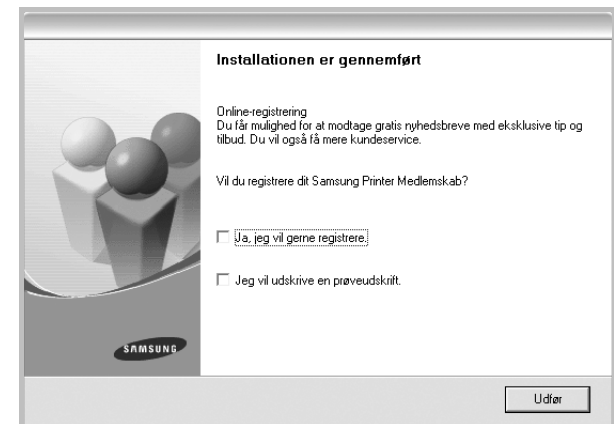 Installationen er gennemført
Online-registrering
Du får mulighed for at modtage gratis nyhedsbreve med eksklusive tip og
tilbud. Du vil også få mere kundeservice.
Vil du registrere dit Samsung Printer Medlemskab?
Ja, jeg vil gerne registrere.
Jeg vil udskrive en prøveudskrift.
SAMSUNG
Udfør